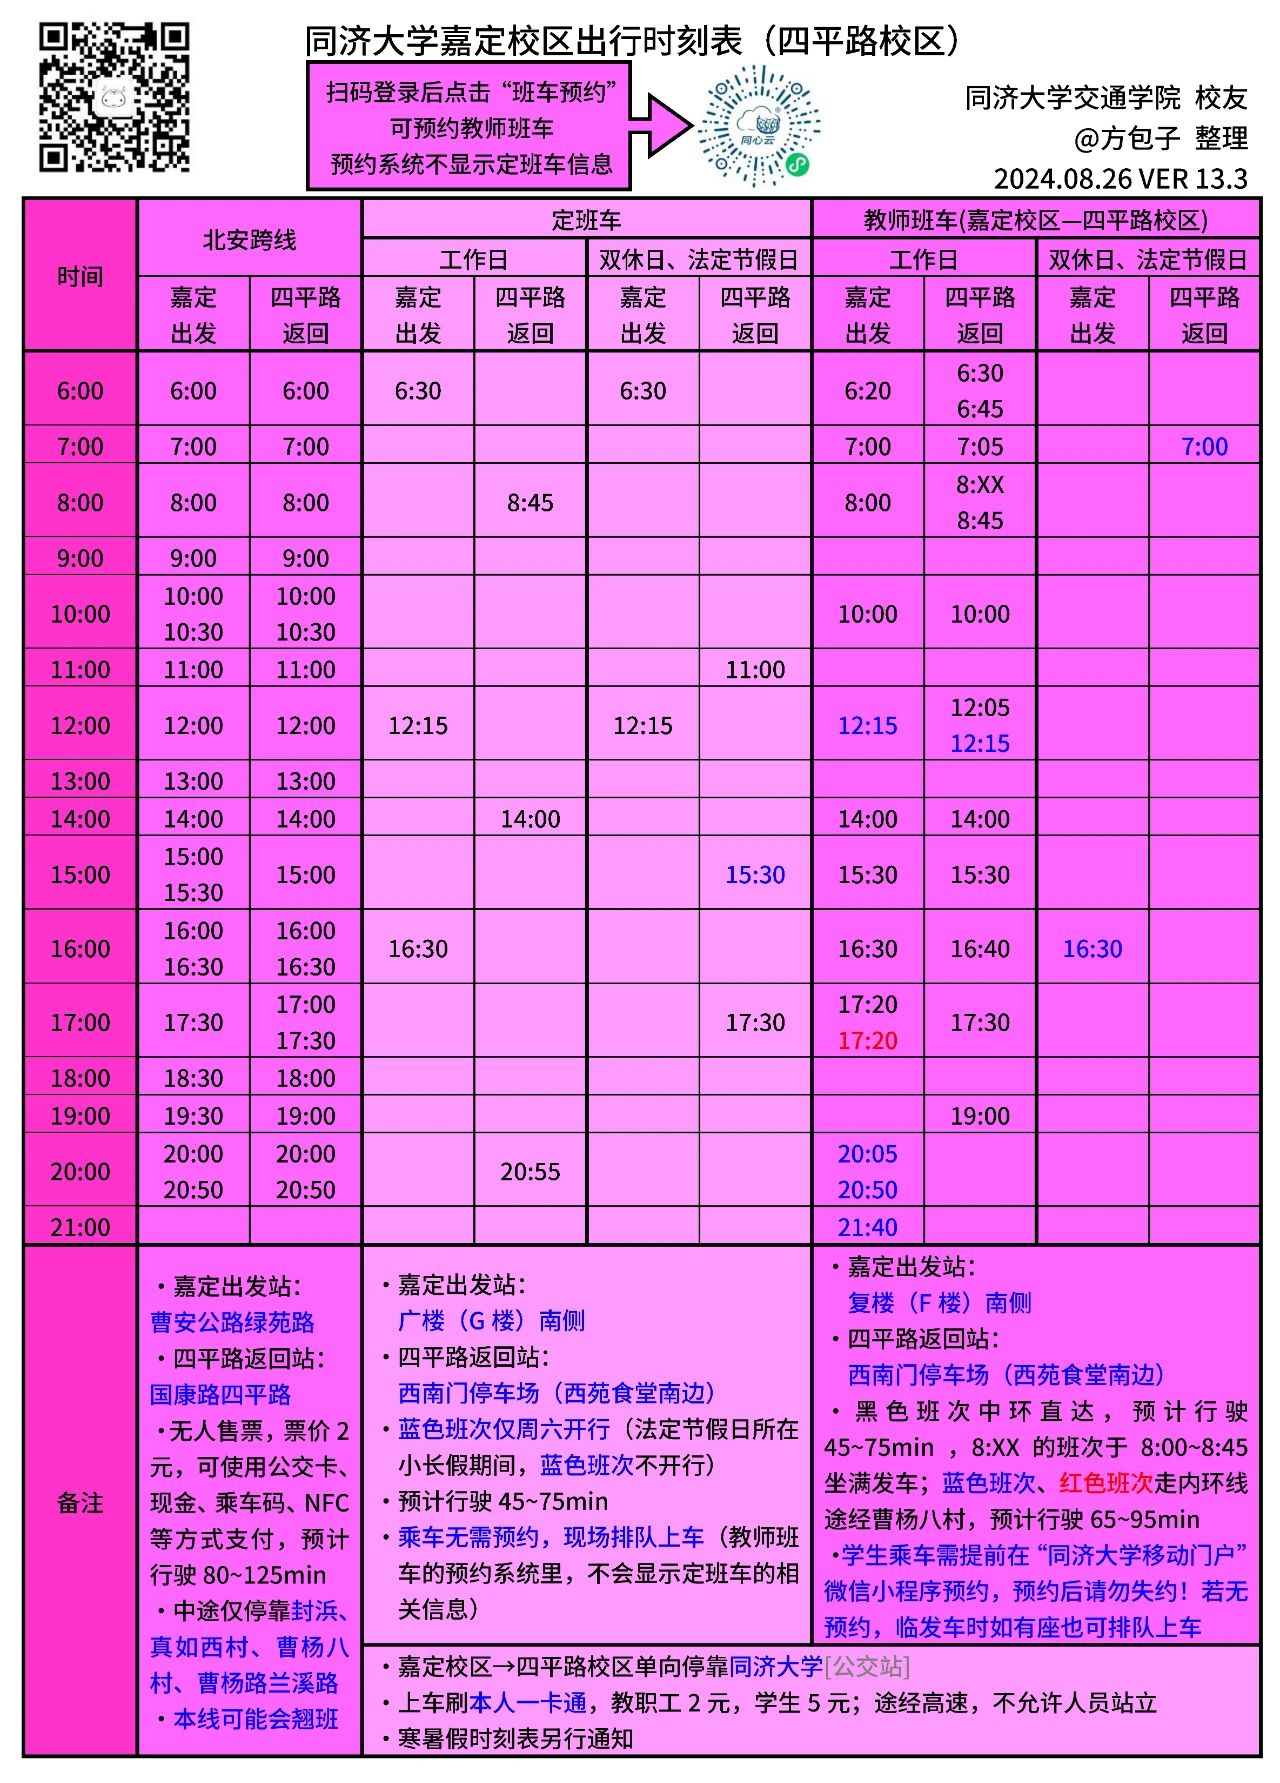 同济大学嘉定校区出行时刻表（四平路校区）
扫码登录后点击“班车预约”
可预约教师班车
预约系统不显示定班车信息
同心云
同济大学交通学院 校友
@方包子 整理
2024.08.26 VER 13.3
时间 北安跨线 定班车 教师班车(嘉定校区—四平路校区)
工作日 双休日、法定节假日 工作日 双休日、法定节假日
嘉定 四平路 嘉定 四平路 嘉定 四平路 嘉定 四平路 嘉定 四平路
出发 返回 出发 返回 出发 返回 出发 返回 出发 返回
6:00 6:00 6:00 6:30 6:30 6:20 6:30
6:45
7:00 7:00 7:00 7:00 7:05 7:00
8:00 8:00 8:00 8:45 8:00 8:XX
8:45
9:00 9:00 9:00
10:00 10:00 10:00 10:00 10:00
10:30 10:30
11:00 11:00 11:00 11:00
12:00 12:00 12:00 12:15 12:15 12:15 12:05
12:15
13:00 13:00 13:00
14:00 14:00 14:00 14:00 14:00 14:00
15:00 15:00 15:00 15:30 15:30 15:30
15:30
16:00 16:00 16:00 16:30 16:30 16:40 16:30
16:30 16:30
17:00 17:30 17:00 17:30 17:20 17:30
17:30 17:20
18:00 18:30 18:00
19:00 19:30 19:00 19:00
20:00 20:00 20:00 20:55 20:05
20:50 20:50 20:50
21:00 21:40
备注
·嘉定出发站：
曹安公路绿苑路
·四平路返回站：
国康路四平路
·无人售票，票价 2
元，可使用公交卡、
现金、乘车码、NFC
等方式支付，预计
行驶 80~125min
·中途仅停靠封浜、
真如西村、曹杨八
村、曹杨路兰溪路
·本线可能会翘班
·嘉定出发站：
广楼（G 楼）南侧
·四平路返回站：
西南门停车场（西苑食堂南边）
·蓝色班次仅周六开行（法定节假日所在
小长假期间，蓝色班次不开行）
·预计行驶 45~75min
·乘车无需预约，现场排队上车（教师班
车的预约系统里，不会显示定班车的相
关信息）
·嘉定出发站：
复楼（F 楼）南侧
·四平路返回站：
西南门停车场（西苑食堂南边）
·黑色班次中环直达，预计行驶
45~75min ，8:XX 的班次于 8:00~8:45
坐满发车；蓝色班次、红色班次走内环线
途经曹杨八村，预计行驶 65~95min
·学生乘车需提前在“同济大学移动门户”
微信小程序预约，预约后请勿失约！若无
预约，临发车时如有座也可排队上车
·嘉定校区→四平路校区单向停靠同济大学[公交站]
·上车刷本人一卡通，教职工 2 元，学生 5 元；途经高速，不允许人员站立
·寒暑假时刻表另行通知